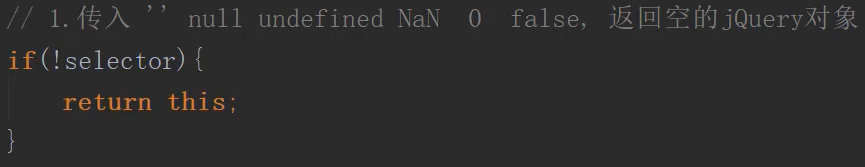 // 1.传入 '' null undefined NaN  0  false, 返回空的jQuery对象
if(!selector){
    return this;
}